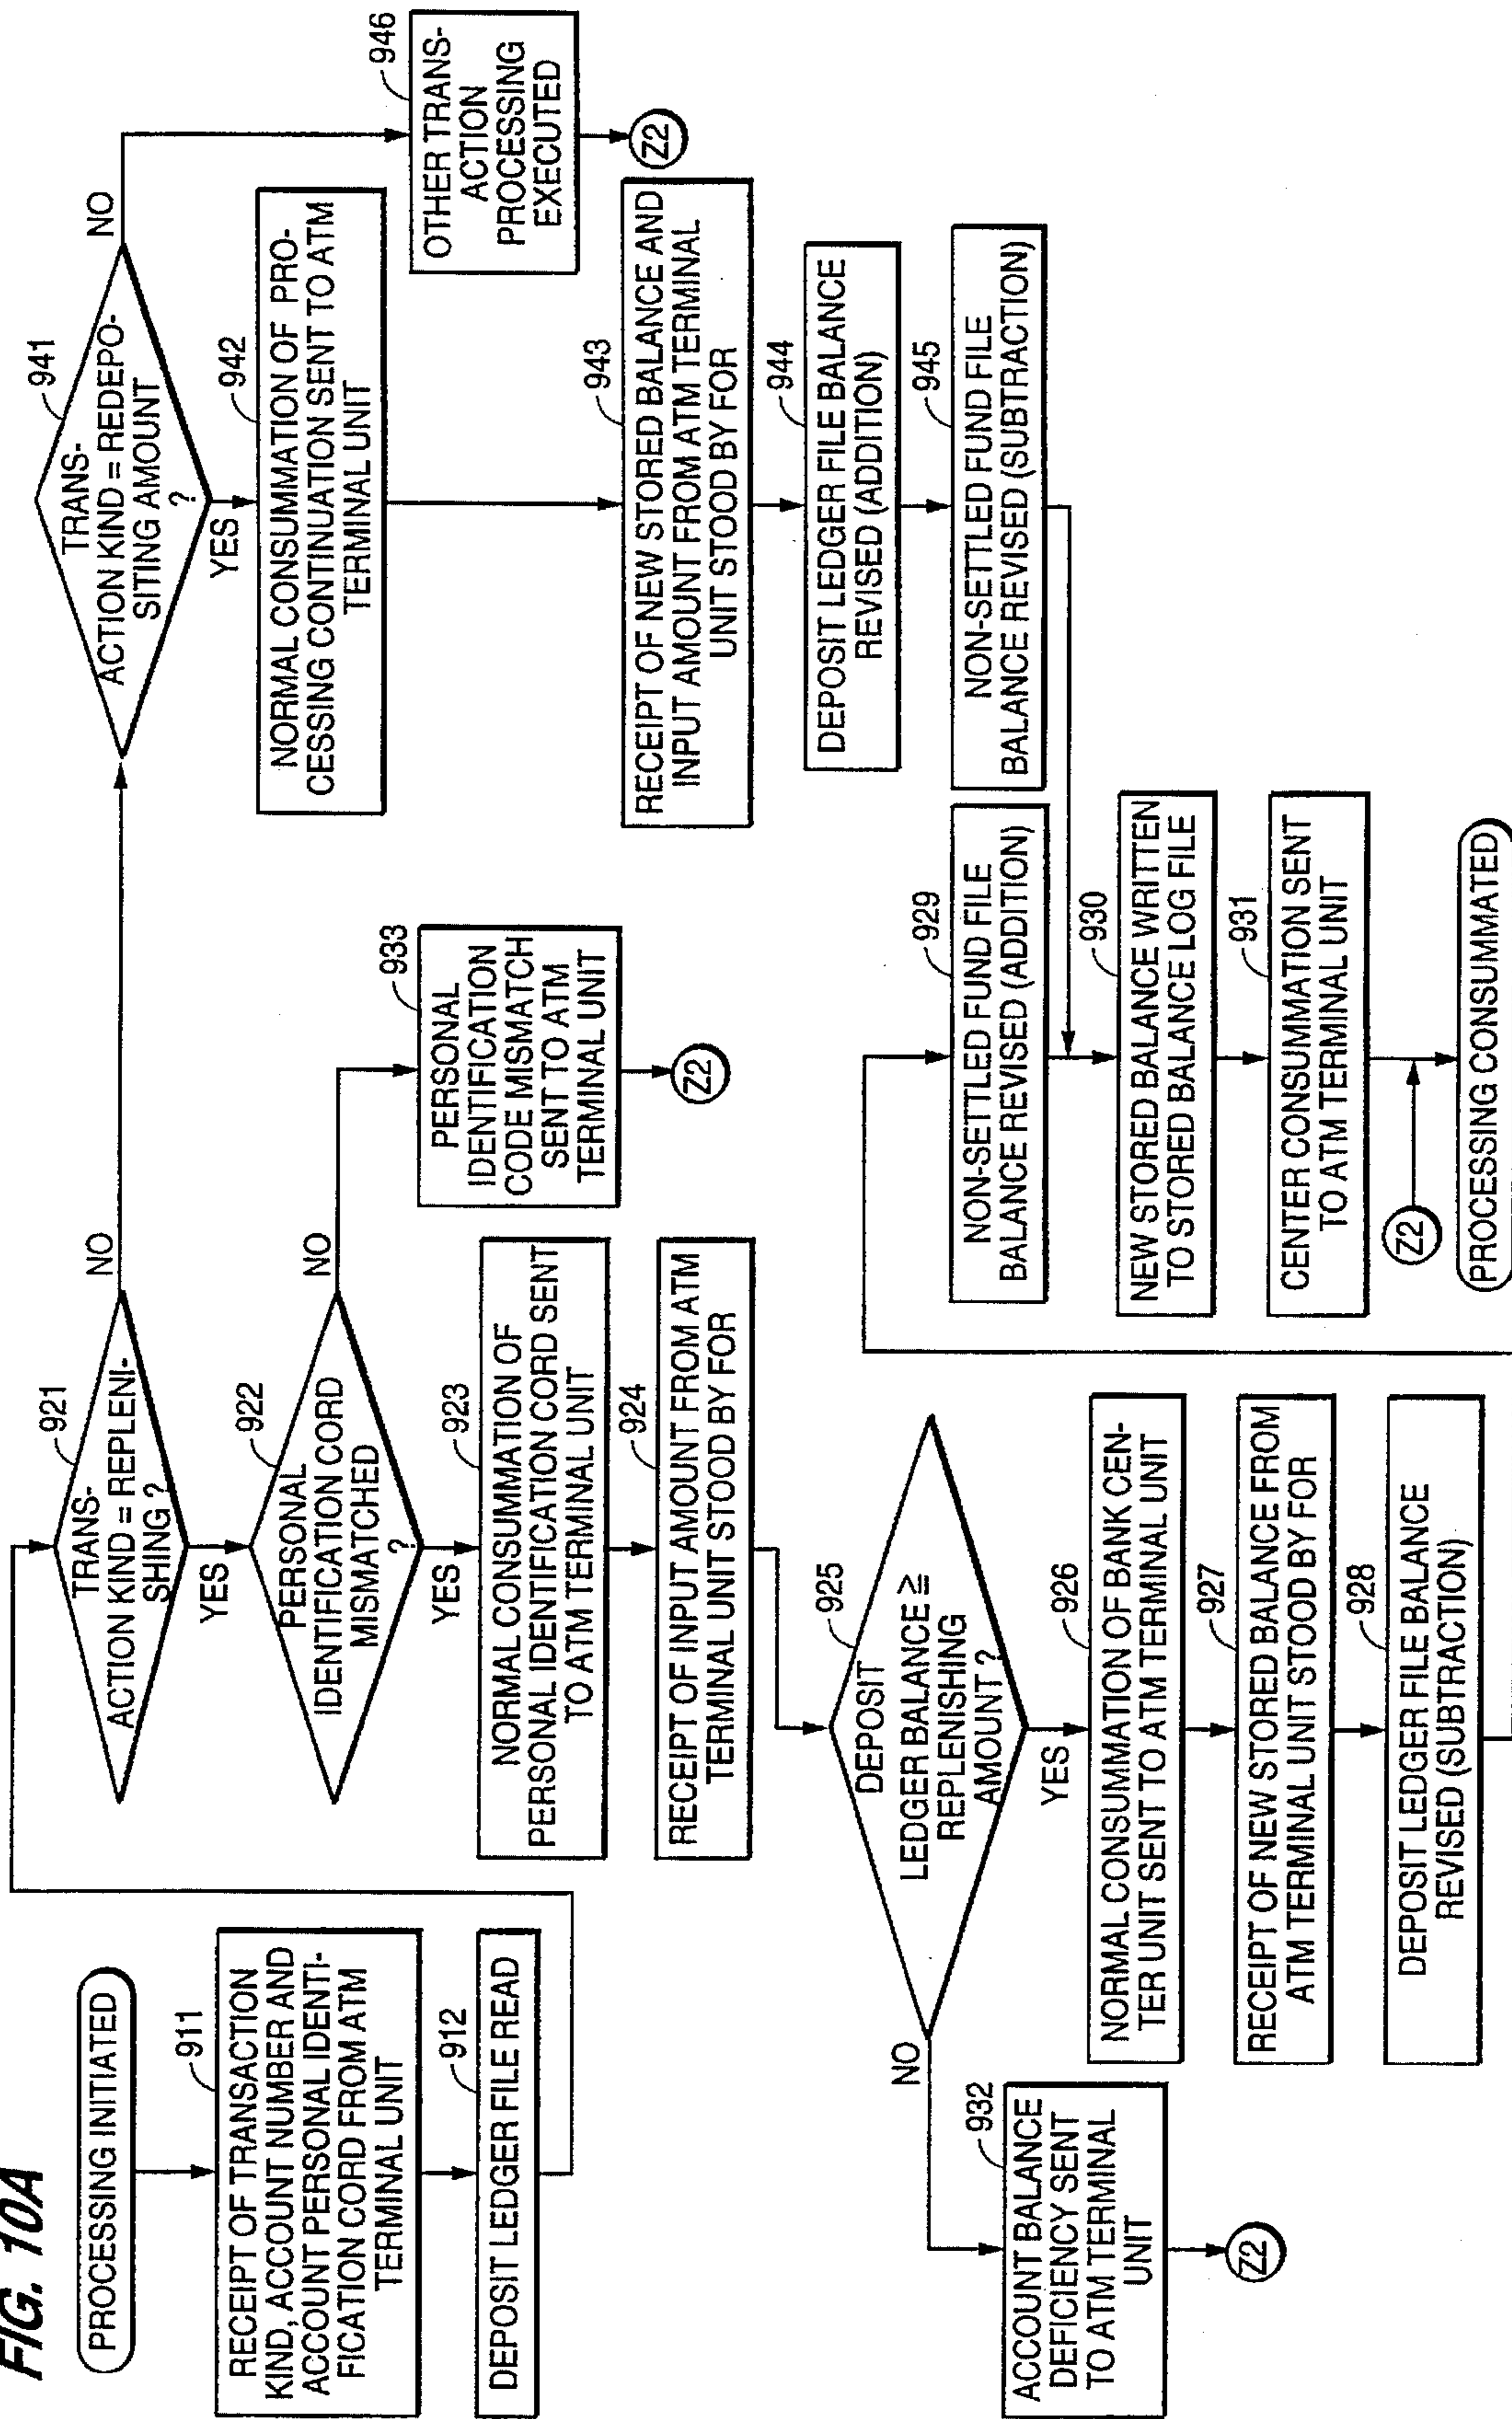 FIG. 10A
PROCESSING INITIATED
911
RECEIPT OF TRANSACTION
KIND, ACCOUNT NUMBER AND
ACCOUNT PERSONAL IDENTI-
FICATION CORD FROM ATM
TERMINAL UNIT
912
DEPOSIT LEDGER FILE READ
921
TRANS-
ACTION KIND = REPLENI-
SHING ?
NO
YES
922
PERSONAL
IDENTIFICATION CORD
MISMATCHED
?
NO
YES
923
NORMAL CONSUMMATION OF
PERSONAL IDENTIFICATION CORD SENT
TO ATM TERMINAL UNIT
924
RECEIPT OF INPUT AMOUNT FROM ATM
TERMINAL UNIT STOOD BY FOR
933
PERSONAL
IDENTIFICATION
CODE MISMATCH
SENT TO ATM
TERMINAL UNIT
Z2
941
TRANS-
ACTION KIND = REDEPO-
SITING AMOUNT
?
NO
YES
942
NORMAL CONSUMMATION OF PRO-
CESSING CONTINUATION SENT TO ATM
TERMINAL UNIT
946
OTHER TRANS-
ACTION
PROCESSING
EXECUTED
Z2
943
RECEIPT OF NEW STORED BALANCE AND
INPUT AMOUNT FROM ATM TERMINAL
UNIT STOOD BY FOR
944
DEPOSIT LEDGER FILE BALANCE
REVISED (ADDITION)
945
NON-SETTLED FUND FILE
BALANCE REVISED (SUBTRACTION)
925
DEPOSIT
LEDGER BALANCE ≧
REPLENISHING
AMOUNT ?
NO
YES
932
ACCOUNT BALANCE
DEFICIENCY SENT
TO ATM TERMINAL
UNIT
Z2
926
NORMAL CONSUMMATION OF BANK CEN-
TER UNIT SENT TO ATM TERMINAL UNIT
927
RECEIPT OF NEW STORED BALANCE FROM
ATM TERMINAL UNIT STOOD BY FOR
928
DEPOSIT LEDGER FILE BALANCE
REVISED (SUBTRACTION)
929
NON-SETTLED FUND FILE
BALANCE REVISED (ADDITION)
930
NEW STORED BALANCE WRITTEN
TO STORED BALANCE LOG FILE
931
CENTER CONSUMMATION SENT
TO ATM TERMINAL UNIT
Z2
PROCESSING CONSUMMATED